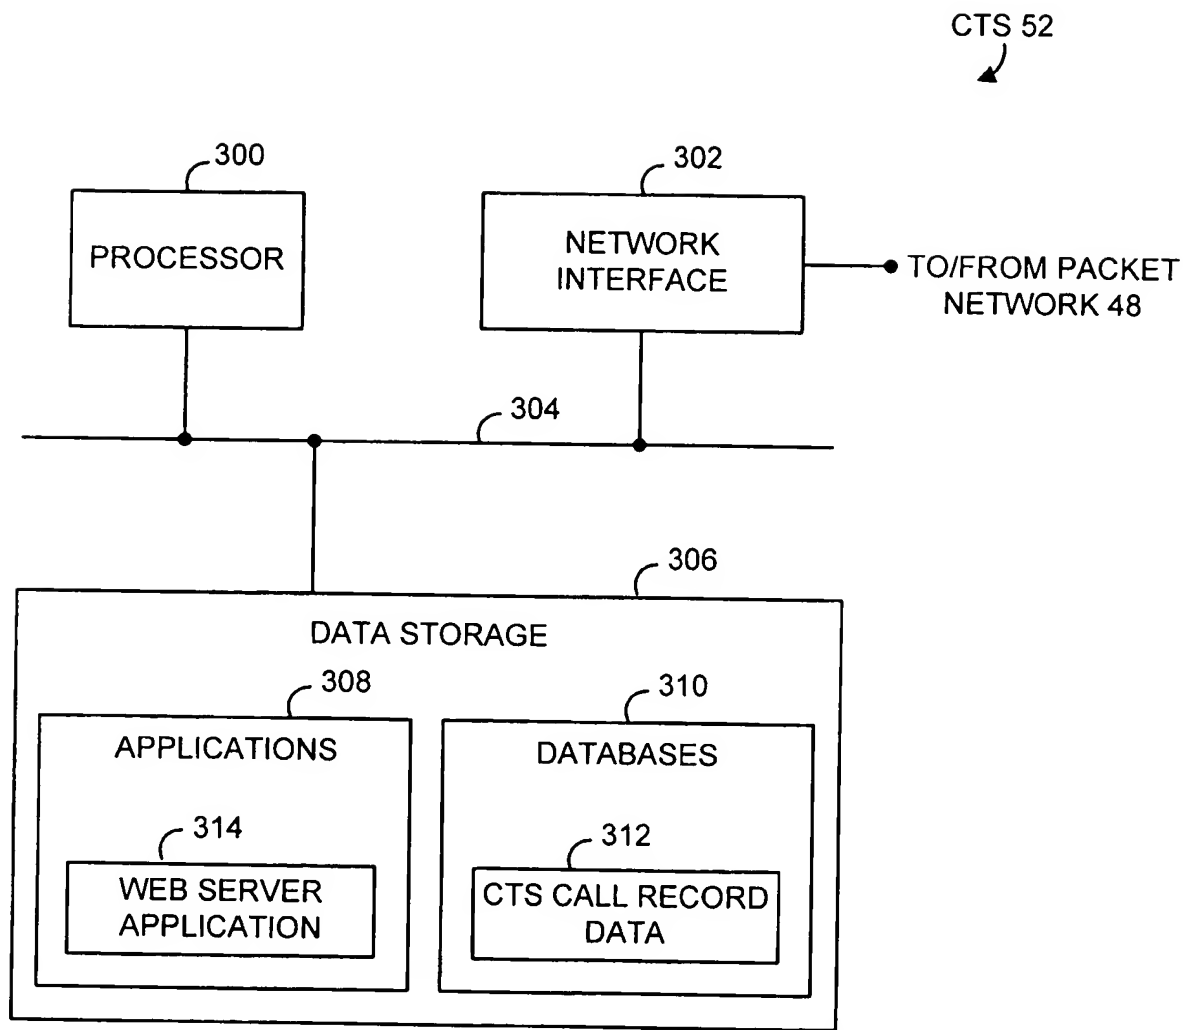 CTS 52
300
302
PROCESSOR
NETWORK
INTERFACE
TO/FROM PACKET
NETWORK 48
304
306
DATA STORAGE
308
310
APPLICATIONS
DATABASES
314
312
WEB SERVER
APPLICATION
CTS CALL RECORD
DATA